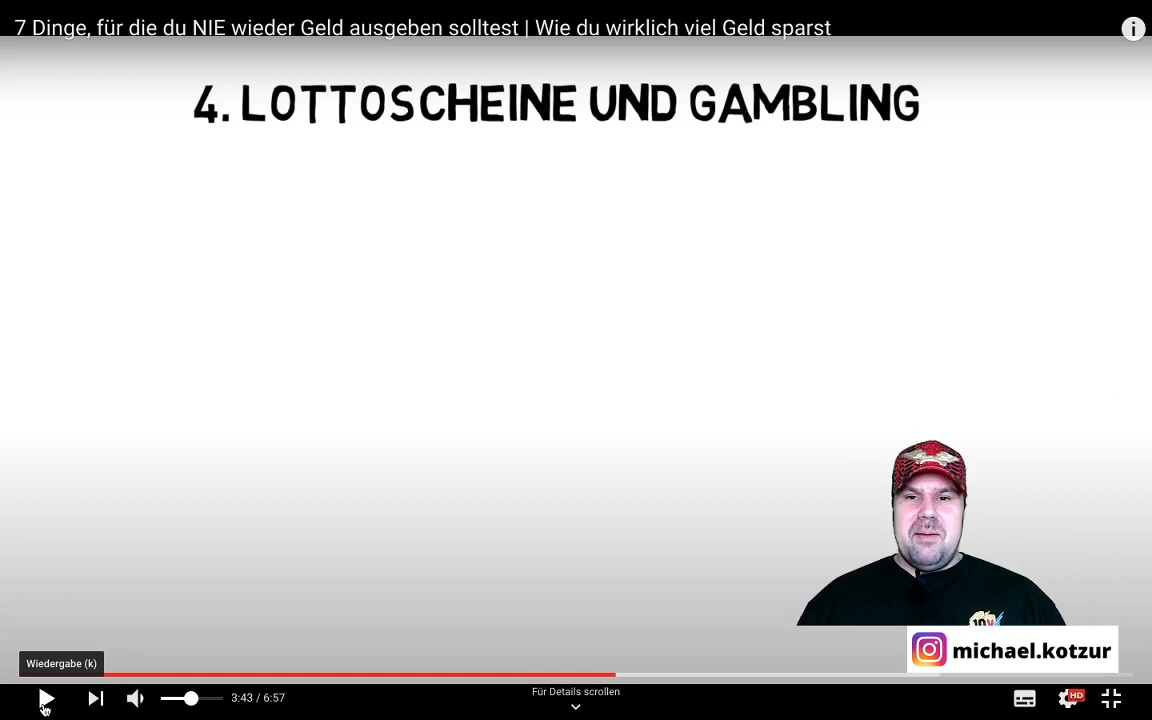 7 Dinge, für die du NIE wieder Geld ausgeben solltest | Wie du wirklich viel Geld sparst
4. LOTTOSCHEINE UND GAMBLING
michael.kotzur
Wiedergabe (k)
3:43 / 6:57
Für Details scrollen
HD